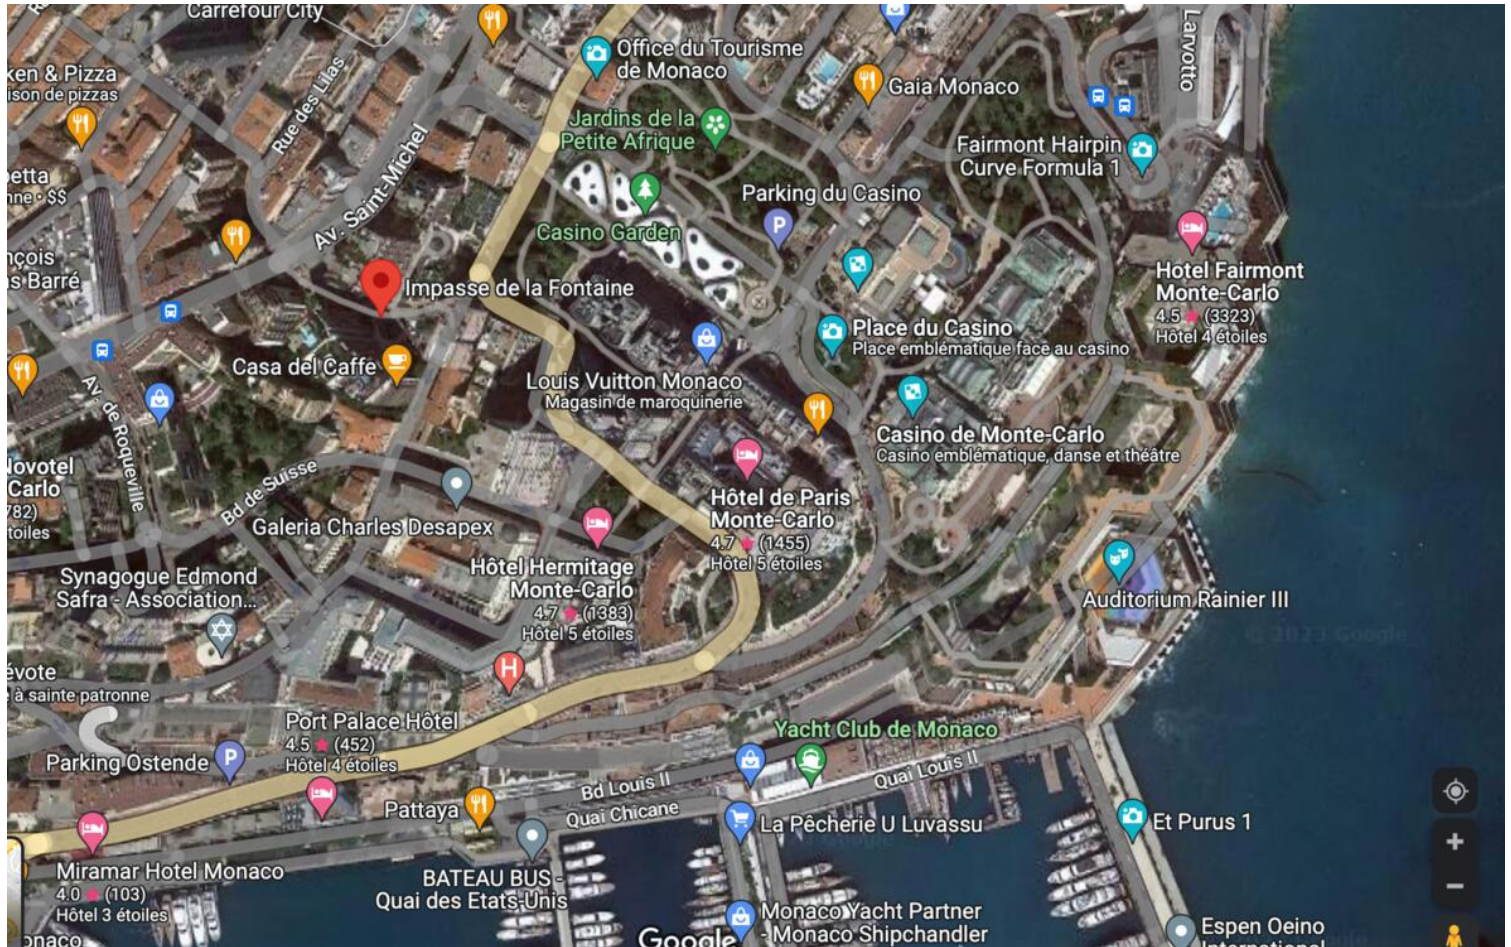 Carrefour City
Office du Tourisme
de Monaco
Larvotto
ken & Pizza
ison de pizzas
Rue des Lilas
Gaia Monaco
Jardins de la
Petite Afrique
Fairmont Hairpin
Curve Formula 1
etta
nne • $$
Av. Saint-Michel
Parking du Casino
P
Casino Garden
nçois
s Barré
Impasse de la Fontaine
Hotel Fairmont
Monte-Carlo
4.5 ★ (3323)
Hôtel 4 étoiles
Place du Casino
Place emblématique face au casino
Casa del Caffe
Louis Vuitton Monaco
Magasin de maroquinerie
Av. de Roqueville
Casino de Monte-Carlo
Casino emblématique, danse et théâtre
Novotel
Carlo
782)
toiles
Bd de Suisse
Galeria Charles Desapex
Hôtel de Paris
Monte-Carlo
4.7 ★ (1455)
Hôtel 5 étoiles
Hôtel Hermitage
Monte-Carlo
4.7 ★ (1383)
Hôtel 5 étoiles
Synagogue Edmond
Safra - Association...
Auditorium Rainier III
© 2023 Google
H
évote
à sainte patronne
Port Palace Hôtel
4.5 ★ (452)
Hôtel 4 étoiles
Parking Ostende
P
Yacht Club de Monaco
Bd Louis II
Quai Louis II
Quai Chicane
Pattaya
La Pêcherie U Luvassu
Et Purus 1
Miramar Hotel Monaco
4.0 ★ (103)
Hôtel 3 étoiles
BATEAU BUS -
Quai des Etats-Unis
Monaco Yacht Partner
- Monaco Shipchandler
Espen Oeino
International
Google
onaco